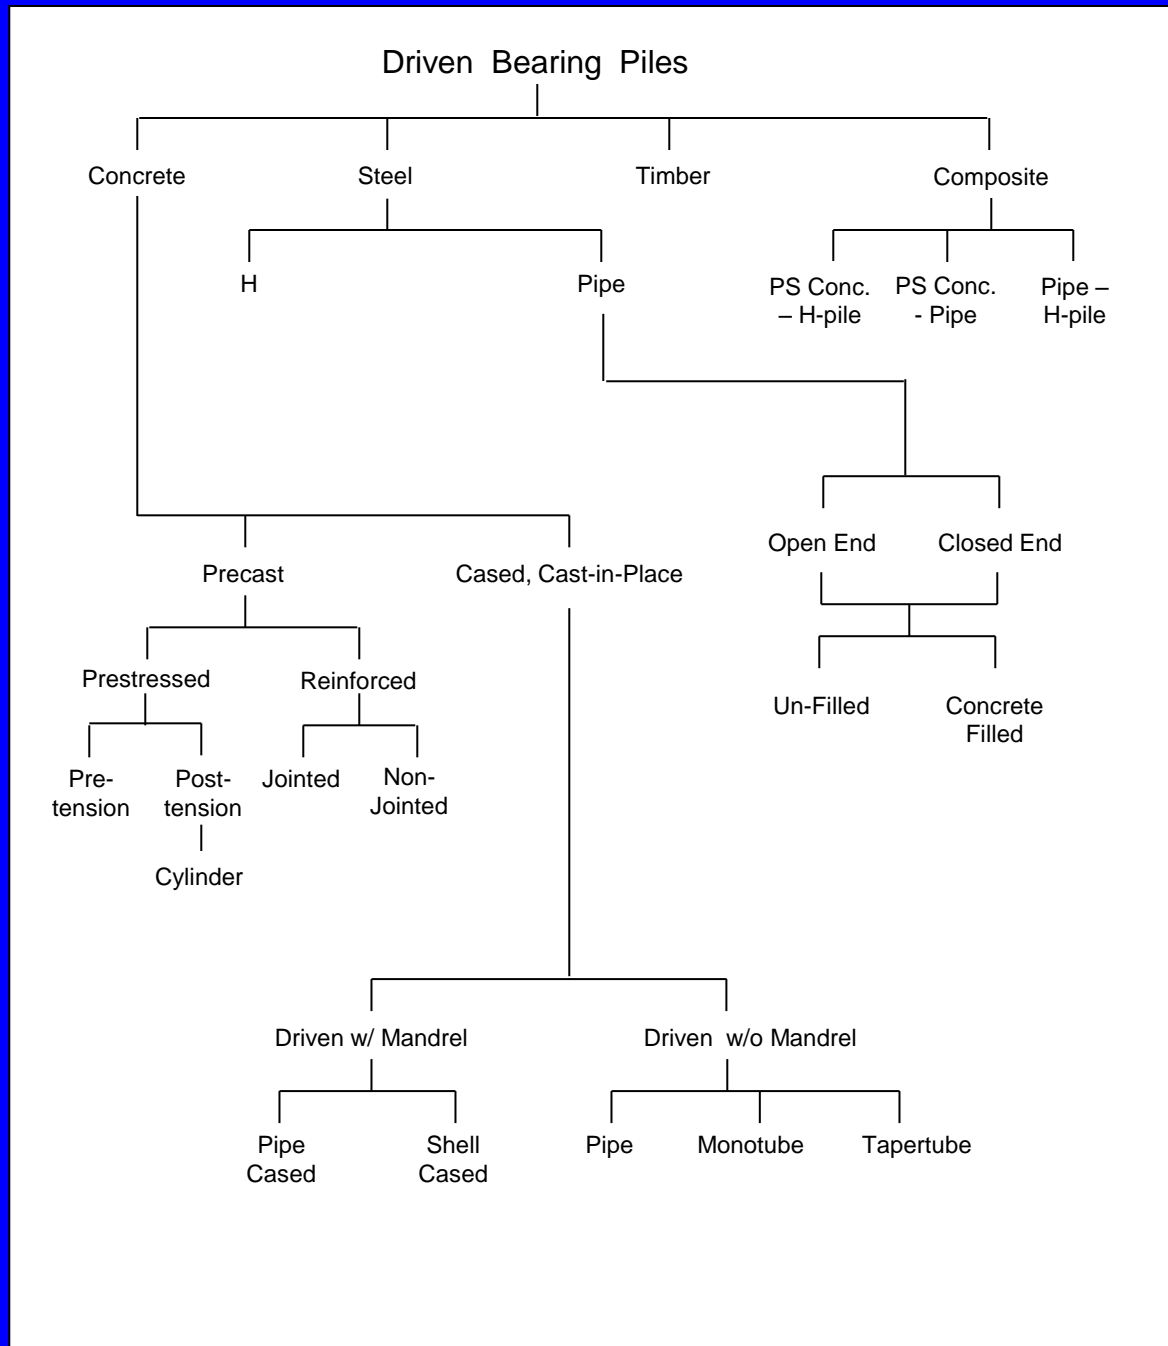 Driven Bearing Piles
Concrete
Steel
Timber
Composite
H
Pipe
PS Conc.
– H-pile
PS Conc.
- Pipe
Pipe –
H-pile
Open End
Closed End
Precast
Cased, Cast-in-Place
Prestressed
Reinforced
Un-Filled
Concrete
Filled
Pre-
tension
Post-
tension
Jointed
Non-
Jointed
Cylinder
Driven w/ Mandrel
Driven w/o Mandrel
Pipe
Cased
Shell
Cased
Pipe
Monotube
Tapertube